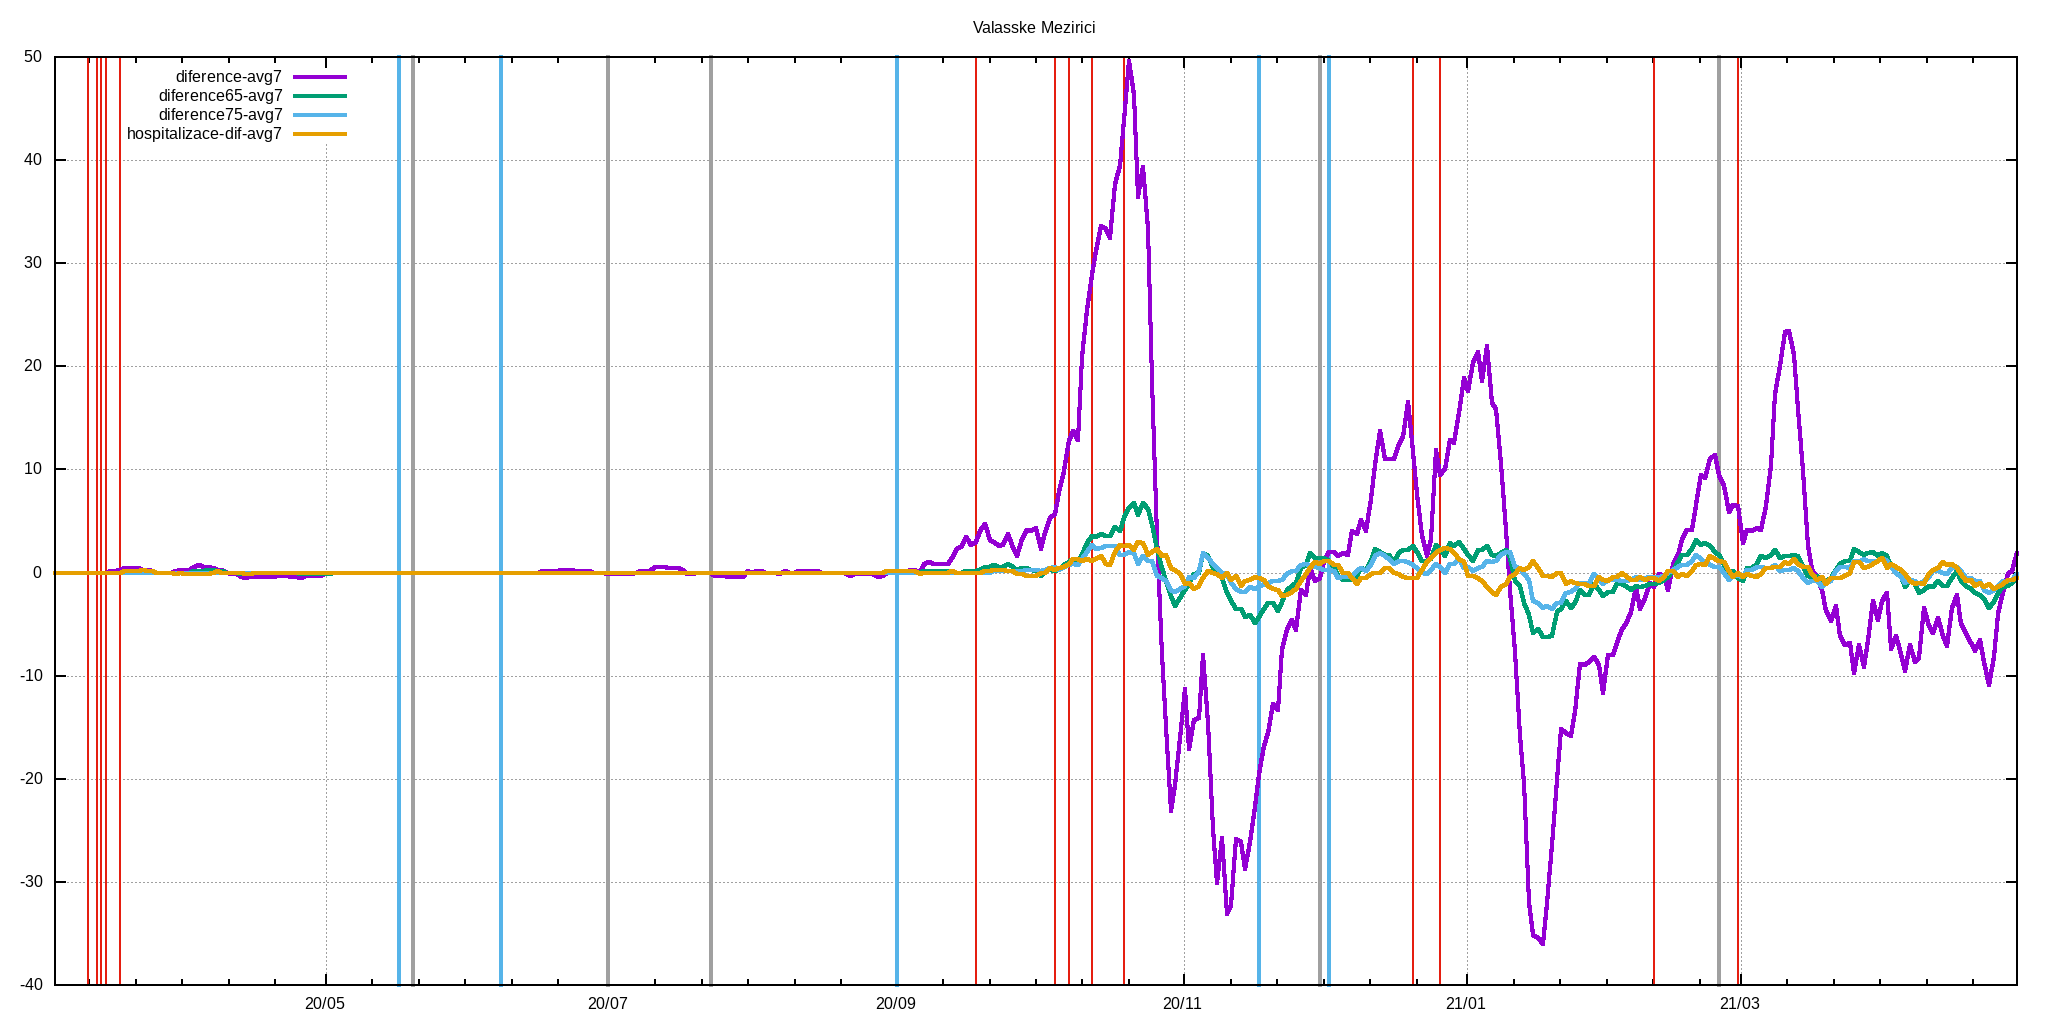 Valasske Mezirici
diference-avg7
diference65-avg7
diference75-avg7
hospitalizace-dif-avg7
50
40
30
20
10
0
-10
-20
-30
-40
20/05 20/07 20/09 20/11 21/01 21/03